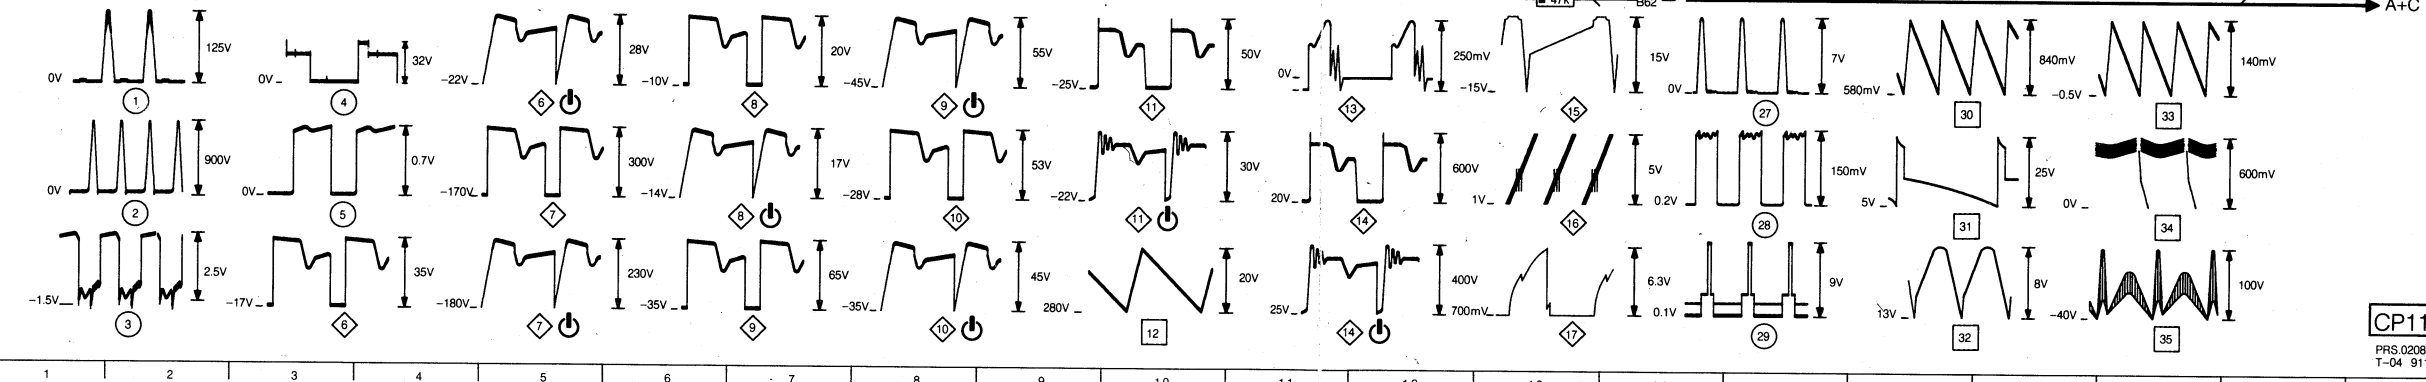 47K
B62
A+C
0V 125V 1
0V 32V 4
-22V 28V 6
-10V 20V 8
-45V 55V 9
-25V 50V 11
0V 250mV 13
-15V 15V 15
0V 7V 27
580mV 840mV 30
-0.5V 140mV 33
0V 900V 2
0V 0.7V 5
-170V 300V 7
-14V 17V 8
-28V 53V 10
-22V 30V 11
20V 600V 14
1V 5V 16
0.2V 150mV 28
5V 25V 31
0V 600mV 34
-1.5V 2.5V 3
-17V 35V 6
-180V 230V 7
-35V 65V 9
-35V 45V 10
280V 20V 12
25V 400V 14
700mV 6.3V 17
0.1V 9V 29
13V 8V 32
-40V 100V 35
CP11
PRS.0208
T-04 911
1 2 3 4 5 6 7 8 9 10 11